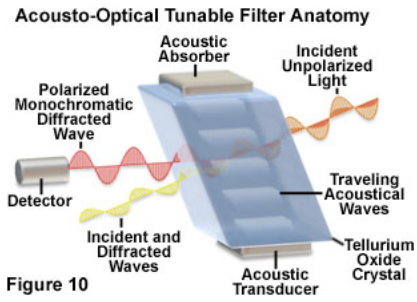 Acousto-Optical Tunable Filter Anatomy
Acoustic
Absorber
Incident
Unpolarized
Light
Polarized
Monochromatic
Diffracted
Wave
Detector
Traveling
Acoustical
Waves
Incident and
Diffracted
Waves
Tellurium
Oxide
Crystal
Acoustic
Transducer
Figure 10